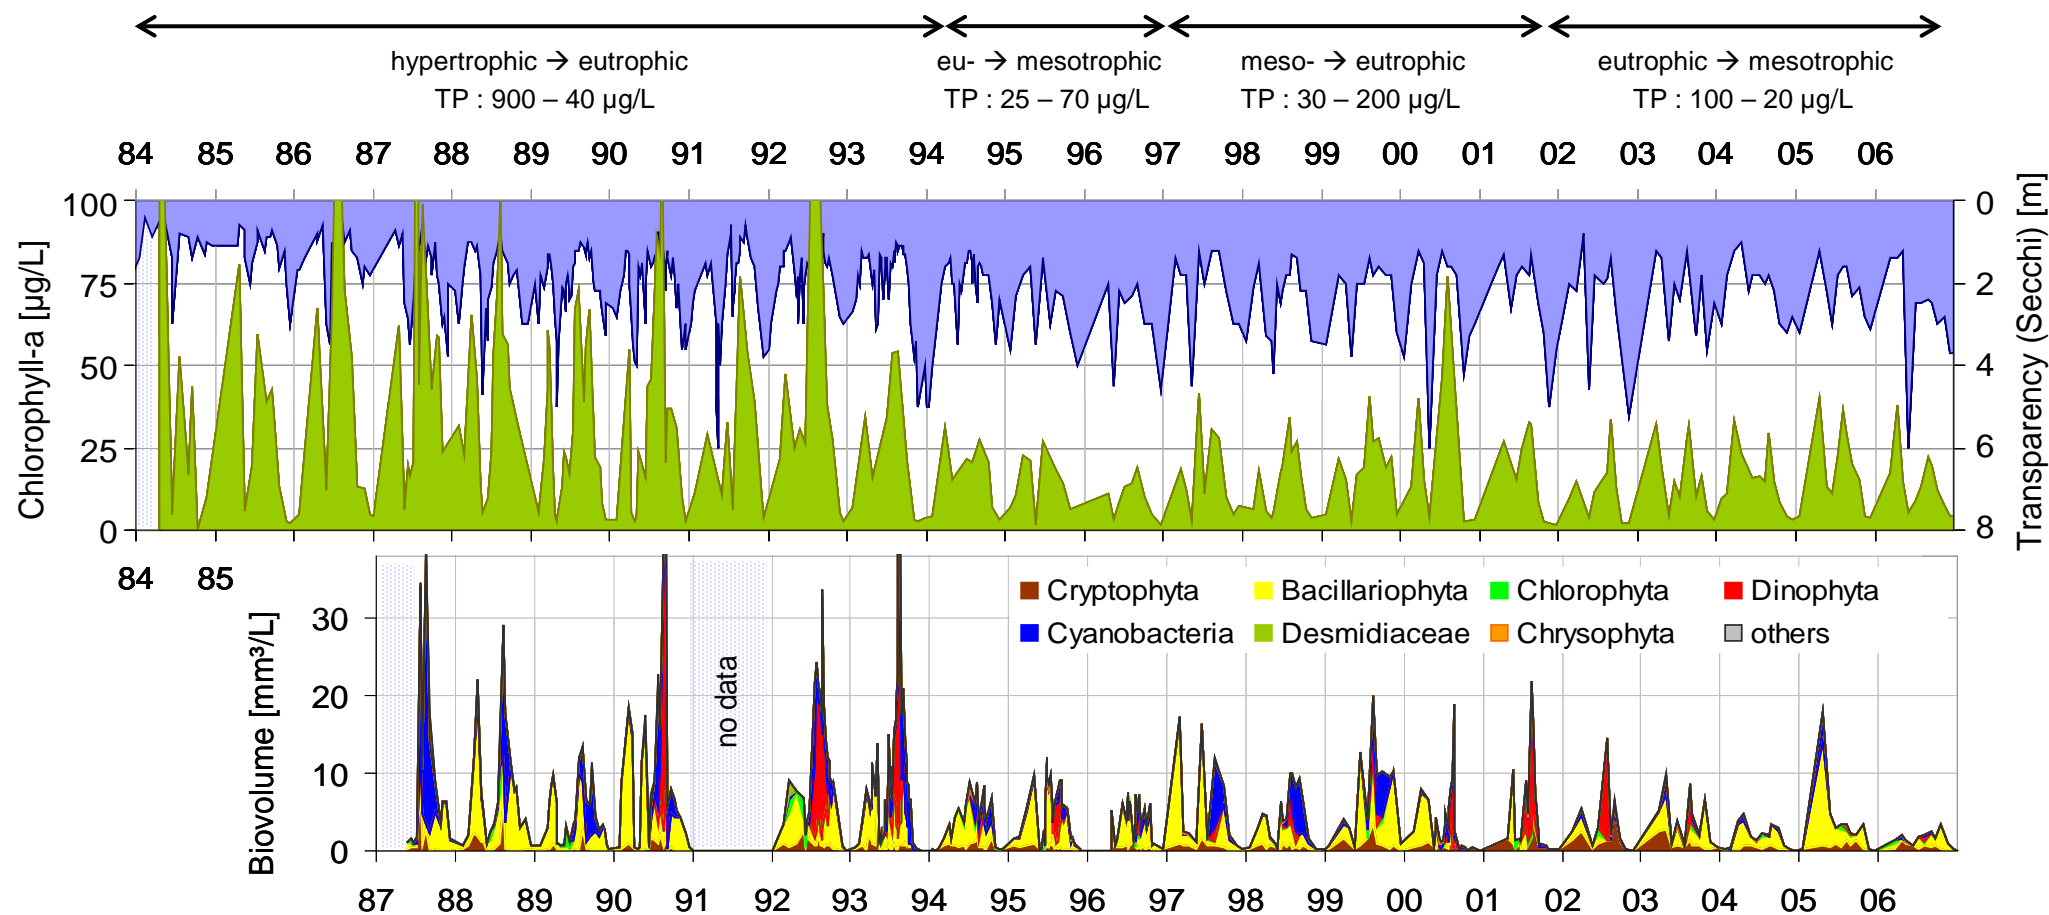 hypertrophic → eutrophic eu- → mesotrophic meso- → eutrophic eutrophic → mesotrophic
TP : 900 – 40 µg/L TP : 25 – 70 µg/L TP : 30 – 200 µg/L TP : 100 – 20 µg/L
84 85 86 87 88 89 90 91 92 93 94 95 96 97 98 99 00 01 02 03 04 05 06
Chlorophyll-a [µg/L]
100
75
50
25
0
Transparency (Secchi) [m]
0
2
4
6
8
84 85
Cryptophyta Bacillariophyta Chlorophyta Dinophyta
Cyanobacteria Desmidiaceae Chrysophyta others
Biovolume [mm³/L]
30
20
10
0
no data
87 88 89 90 91 92 93 94 95 96 97 98 99 00 01 02 03 04 05 06